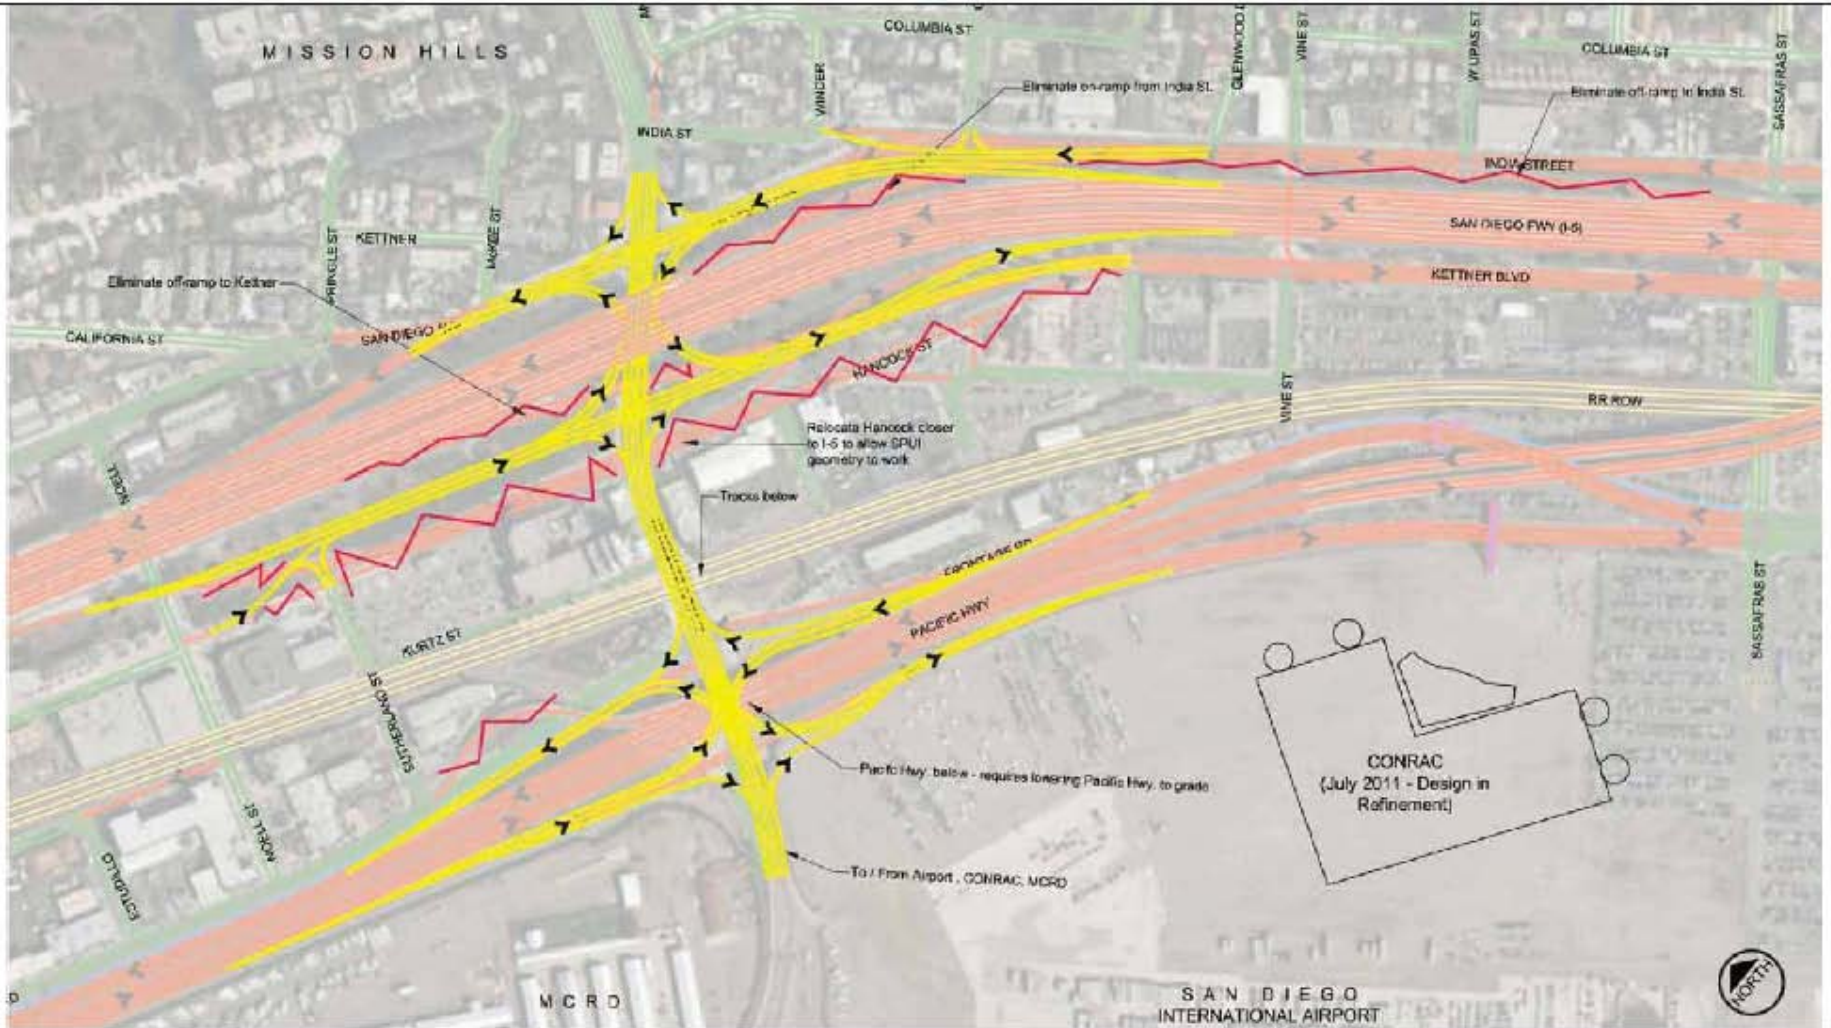 COLUMBIA ST
MISSION HILLS
GLENWOOD
VINE ST
W UPAS ST
COLUMBIA ST
SASSAFRAS ST
WINDER
Eliminate on-ramp from India St.
Eliminate off-ramp to India St.
INDIA ST
INDIA STREET
PRINGLE ST
KETTNER
McKEE ST
SAN DIEGO FWY (I-5)
Eliminate off-ramp to Kettner
KETTNER BLVD
CALIFORNIA ST
SAN DIEGO
HANCOCK ST
VINE ST
RR ROW
Relocate Hancock closer
to I-5 to allow SPUI
geometry to work
NOELL
Tracks below
FRONTAGE RD
PACIFIC HWY
SASSAFRAS ST
KURTZ ST
SUTHERLAND ST
Pacific Hwy. below - requires lowering Pacific Hwy. to grade
CONRAC
(July 2011 - Design in
Refinement)
NOELL ST
ESTUDILLO
To / From Airport , CONRAC, MCRD
MCRD
SAN DIEGO
INTERNATIONAL AIRPORT
NORTH